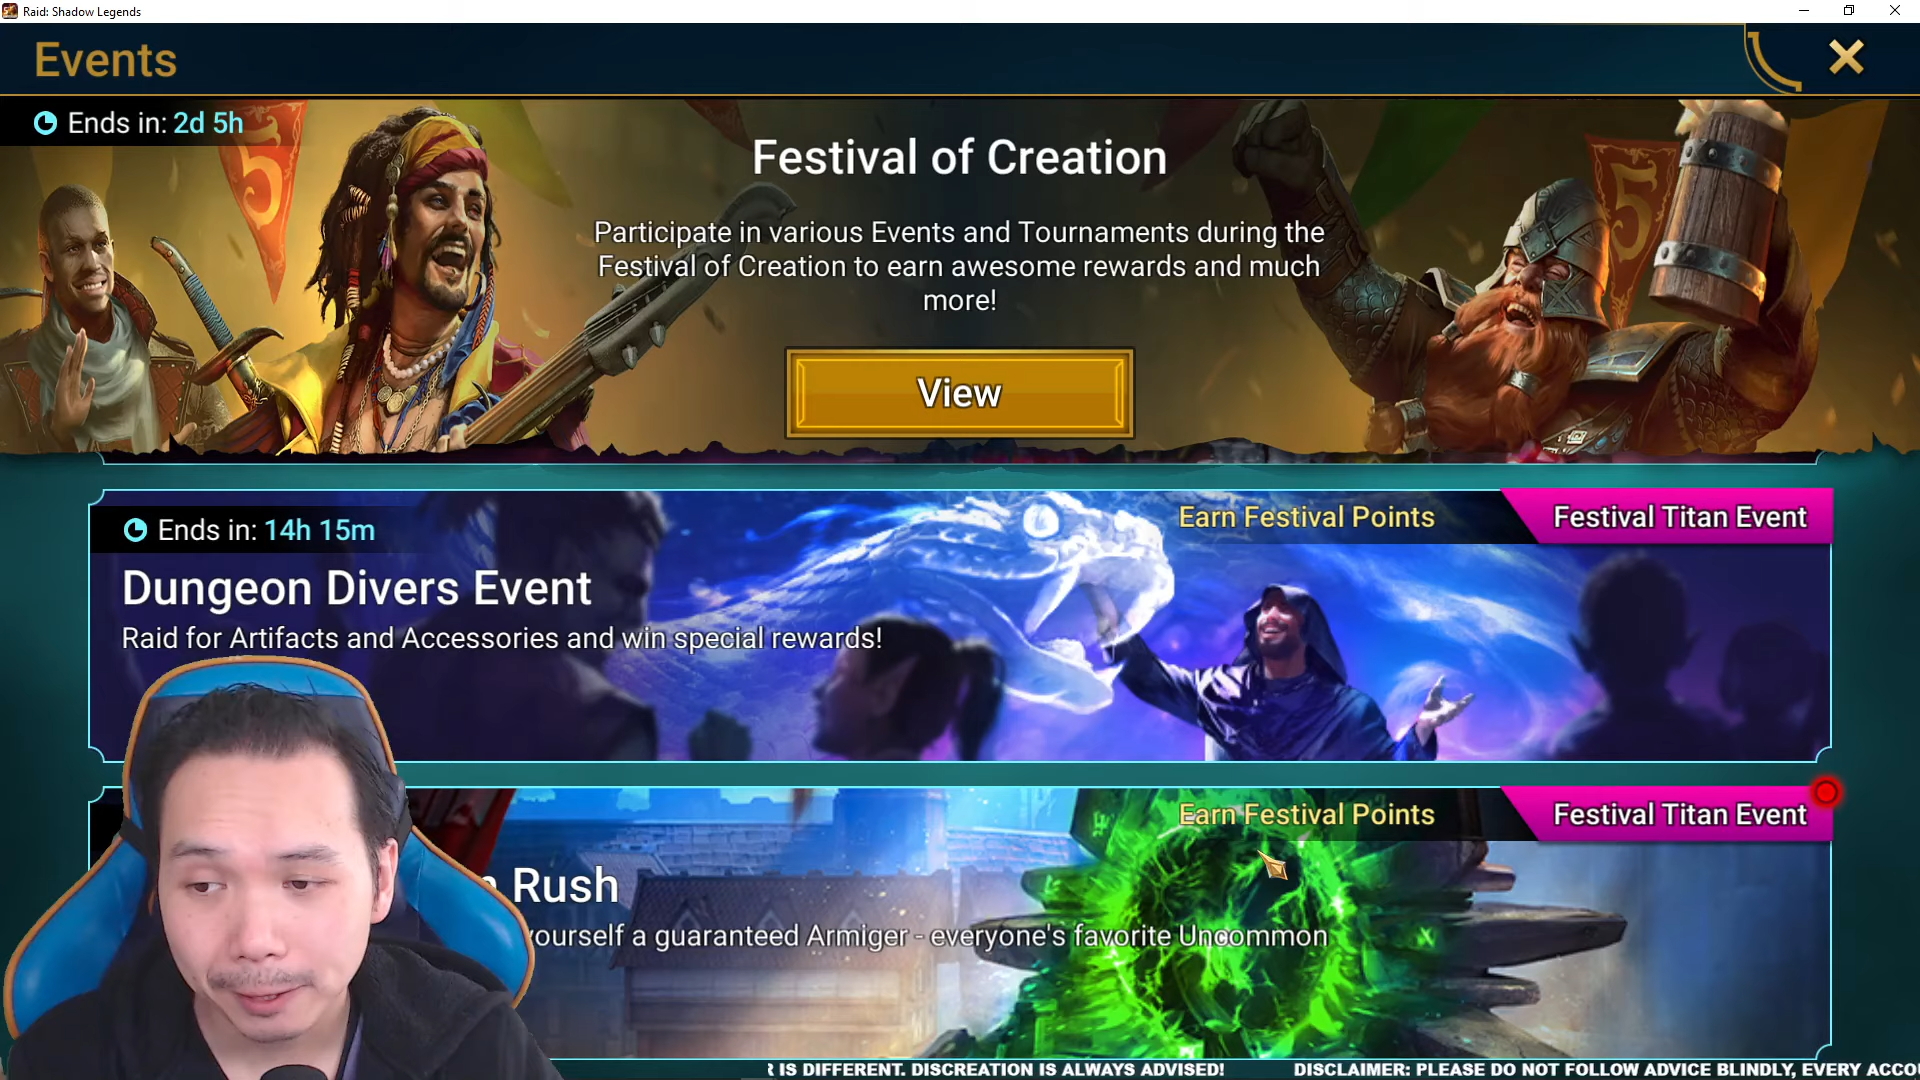 Raid: Shadow Legends
Events
Ends in: 2d 5h
5
5
Festival of Creation
Participate in various Events and Tournaments during the
Festival of Creation to earn awesome rewards and much
more!
View
Ends in: 14h 15m
Earn Festival Points
Festival Titan Event
Dungeon Divers Event
Raid for Artifacts and Accessories and win special rewards!
Earn Festival Points
Festival Titan Event
Rush
yourself a guaranteed Armiger - everyone's favorite Uncommon
R IS DIFFERENT. DISCREATION IS ALWAYS ADVISED! DISCLAIMER: PLEASE DO NOT FOLLOW ADVICE BLINDLY, EVERY ACCO